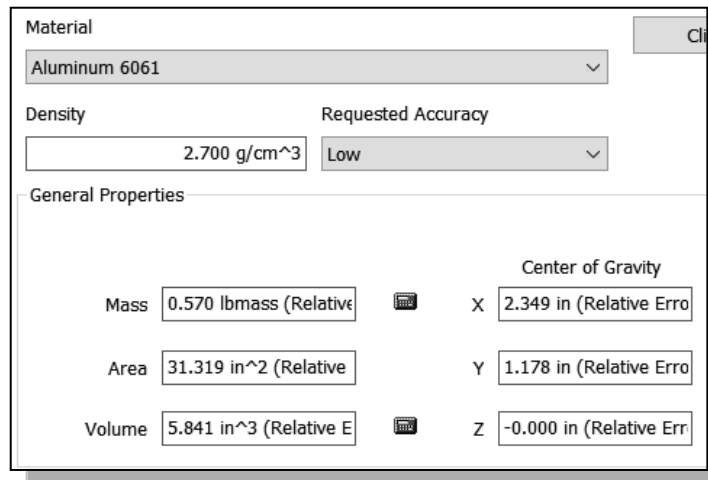 Material
Cli
Aluminum 6061
Density
Requested Accuracy
2.700 g/cm^3
Low
General Properties
Center of Gravity
Mass
0.570 lbmass (Relative
X
2.349 in (Relative Erro
Area
31.319 in^2 (Relative
Y
1.178 in (Relative Erro
Volume
5.841 in^3 (Relative E
Z
-0.000 in (Relative Err